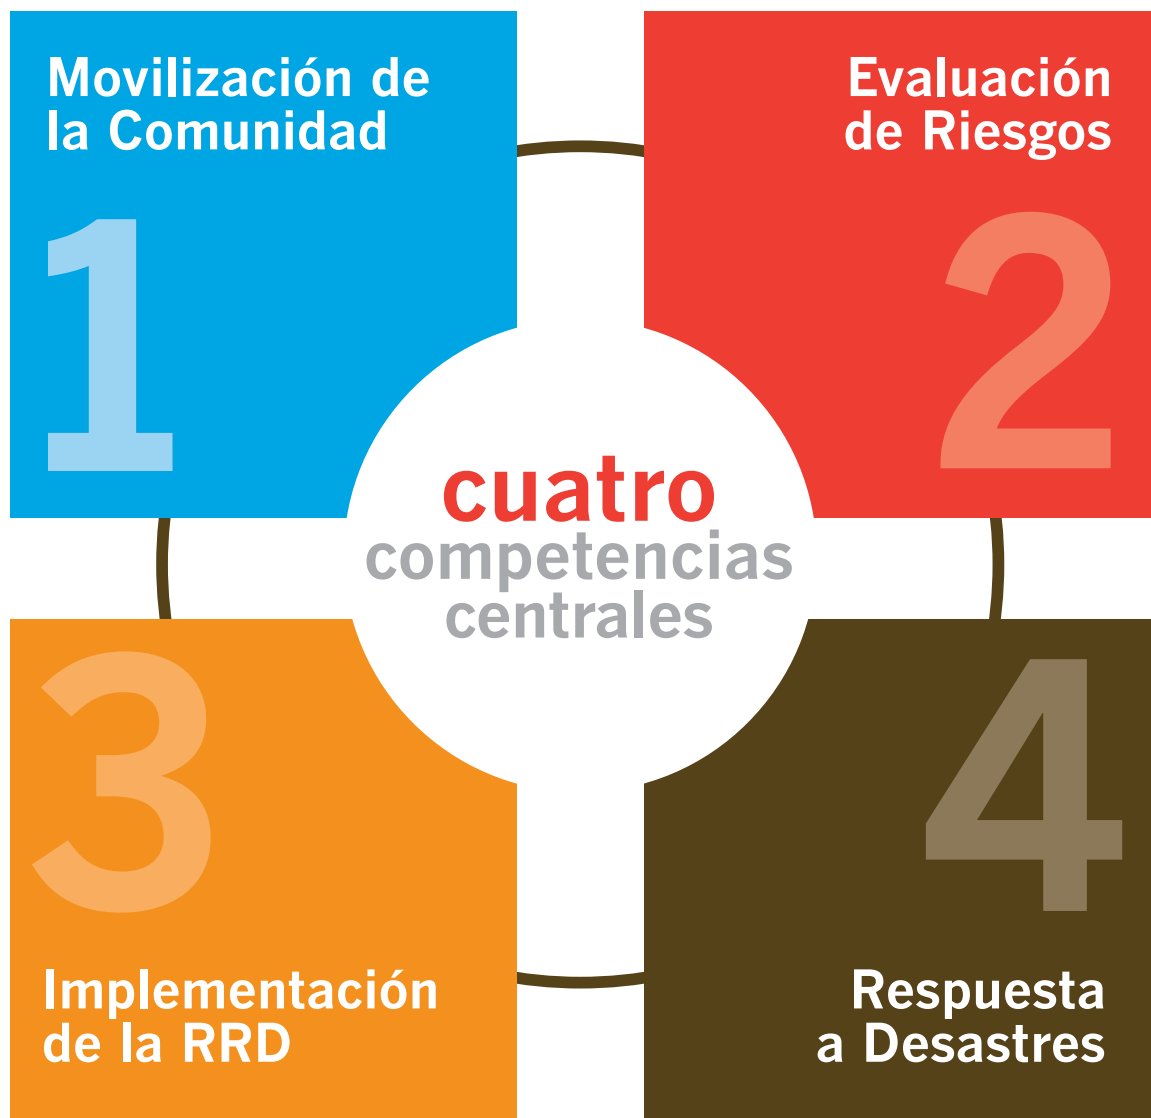 Movilización de
la Comunidad
1
Evaluación
de Riesgos
2
cuatro
competencias
centrales
3
Implementación
de la RRD
4
Respuesta
a Desastres